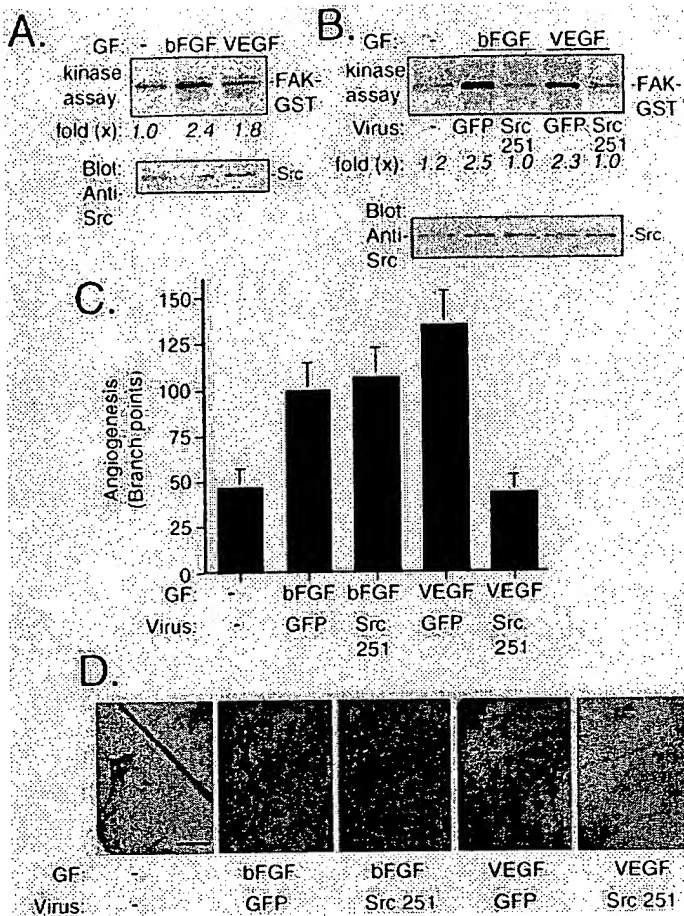 A.
GF: - bFGF VEGF
kinase assay
-FAK-GST
fold (x): 1.0 2.4 1.8
Blot: Anti-Src
-Src
B.
GF: - bFGF VEGF
kinase assay
-FAK-GST
Virus: - GFP Src 251 GFP Src 251
fold (x): 1.2 2.5 1.0 2.3 1.0
Blot: Anti-Src
-Src
C.
Angiogenesis (Branch points)
150
125
100
75
50
25
0
GF: - bFGF bFGF VEGF VEGF
Virus: - GFP Src 251 GFP Src 251
D.
GF: - bFGF bFGF VEGF VEGF
Virus: - GFP Src 251 GFP Src 251